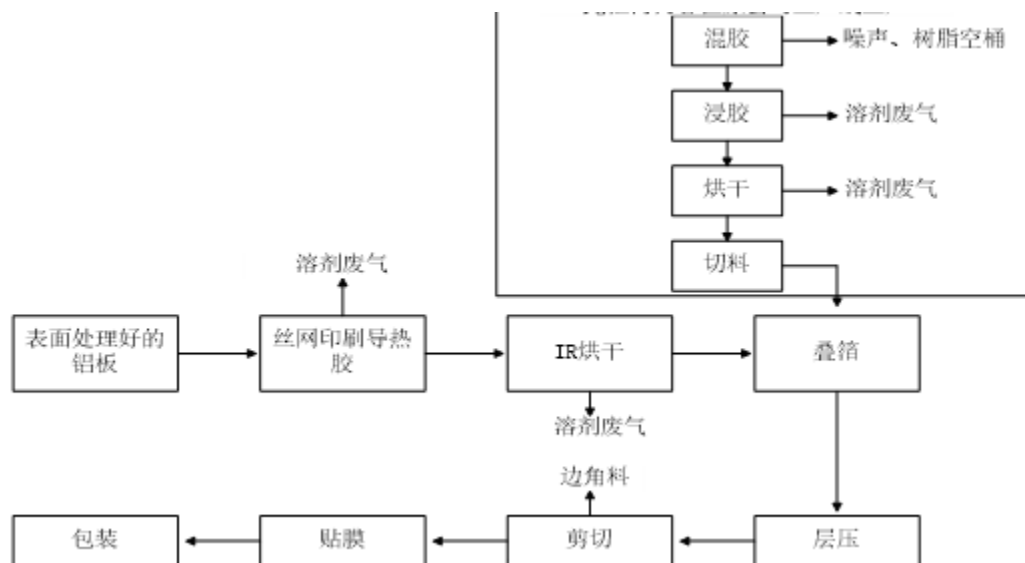 混胶
噪声、树脂空桶
浸胶
溶剂废气
烘干
溶剂废气
切料
溶剂废气
表面处理好的
铝板
丝网印刷导热
胶
IR烘干
叠箔
溶剂废气
边角料
包装
贴膜
剪切
层压